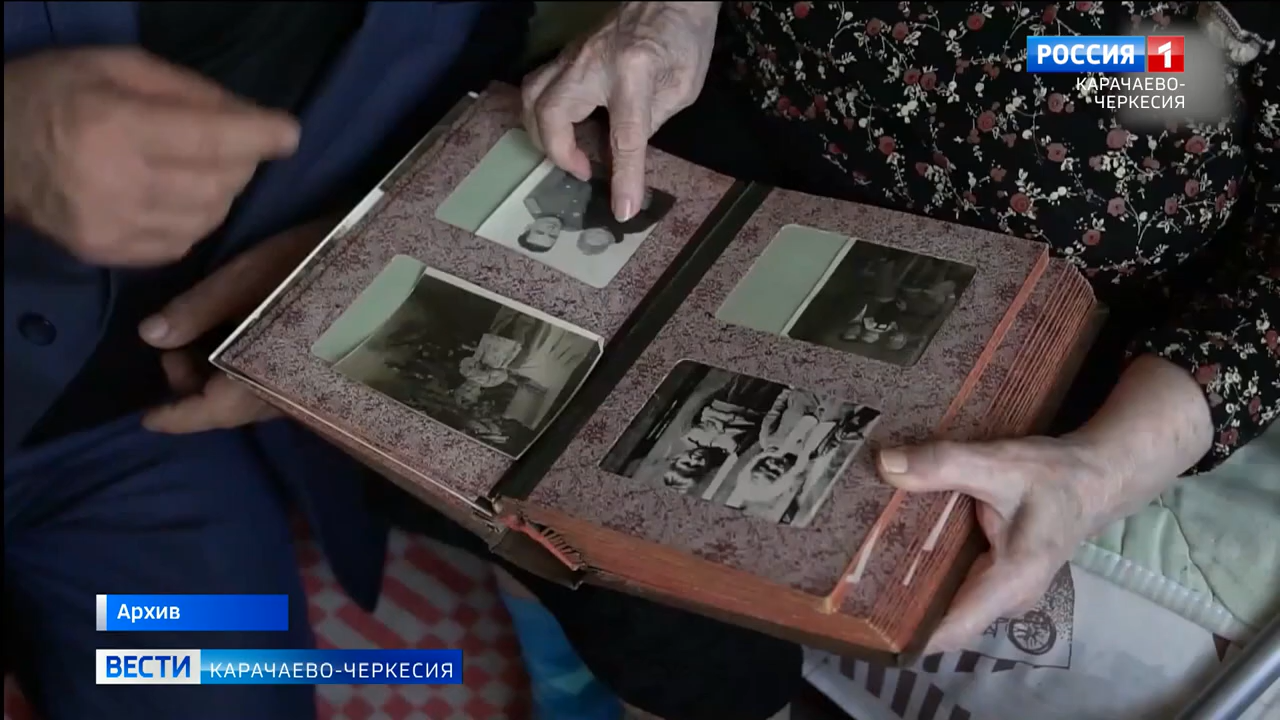 РОССИЯ 1
КАРАЧАЕВО-
ЧЕРКЕСИЯ
Архив
ВЕСТИ КАРАЧАЕВО-ЧЕРКЕСИЯ